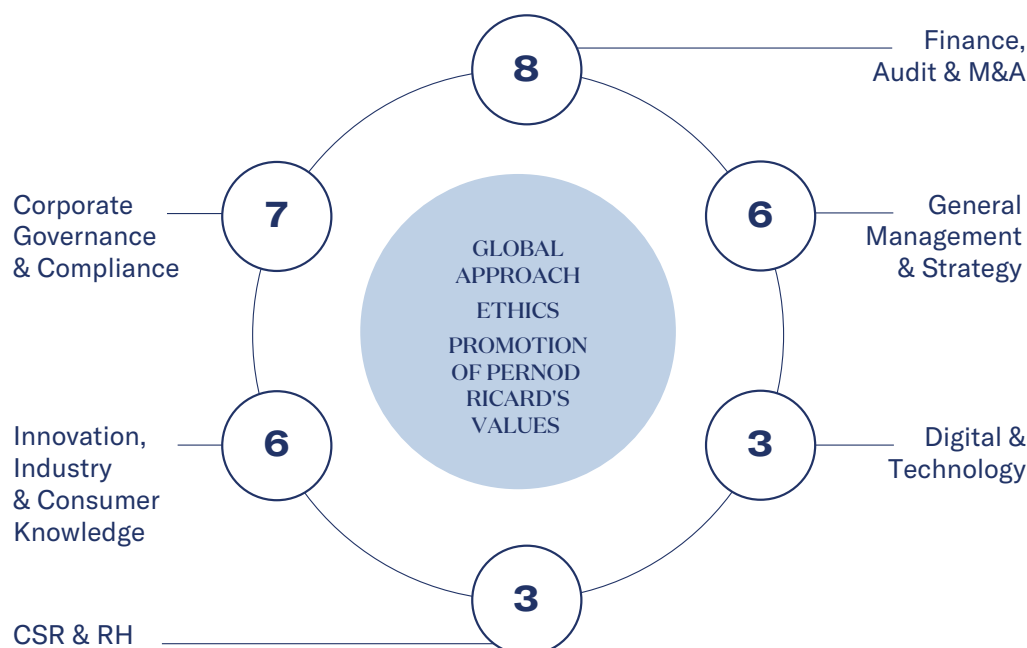 8
Finance,
Audit & M&A
7
Corporate
Governance
& Compliance
6
General
Management
& Strategy
GLOBAL
APPROACH
ETHICS
PROMOTION
OF PERNOD
RICARD'S
VALUES
6
Innovation,
Industry
& Consumer
Knowledge
3
Digital &
Technology
3
CSR & RH